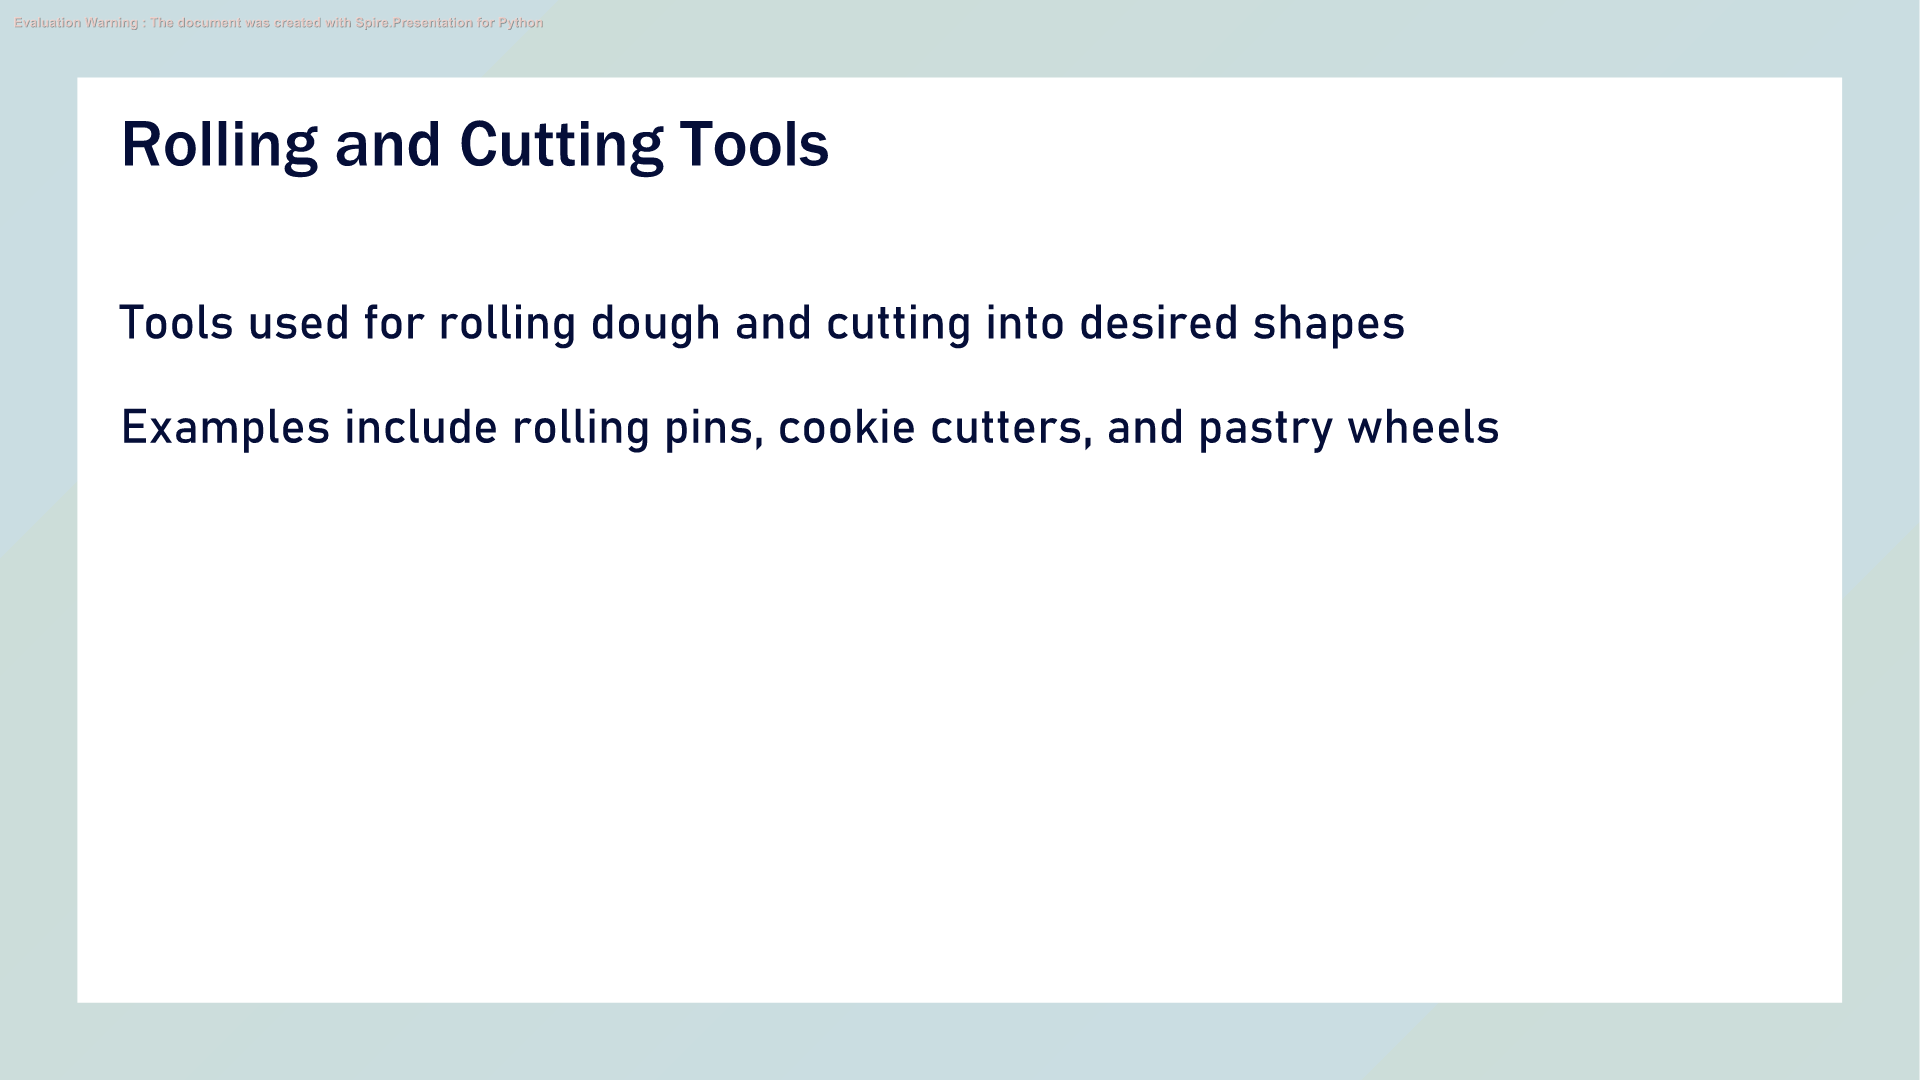 Evaluation Warning : The document was created with Spire.Presentation for Python
Rolling and Cutting Tools
Tools used for rolling dough and cutting into desired shapes
Examples include rolling pins, cookie cutters, and pastry wheels